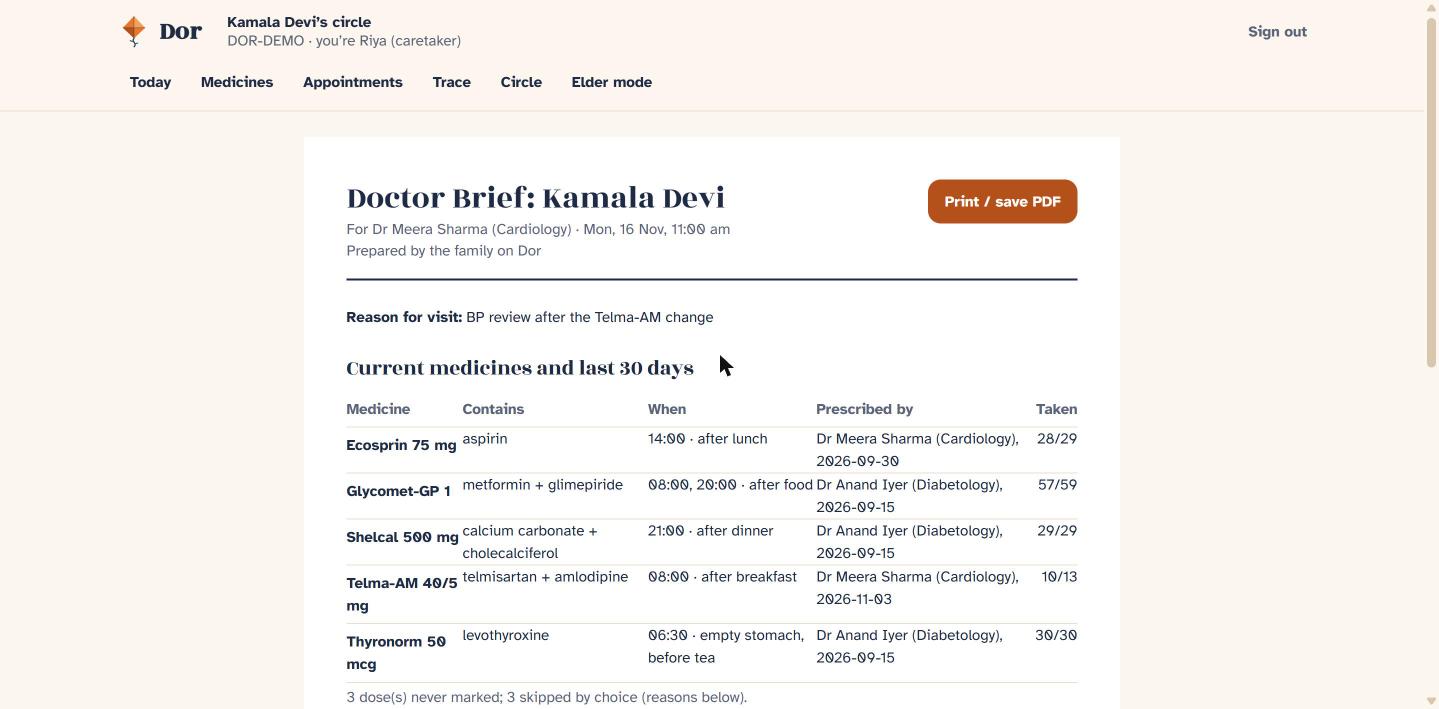 Dor
Kamala Devi’s circle
DOR-DEMO · you’re Riya (caretaker)
Sign out
Today Medicines Appointments Trace Circle Elder mode
Doctor Brief: Kamala Devi
Print / save PDF
For Dr Meera Sharma (Cardiology) · Mon, 16 Nov, 11:00 am
Prepared by the family on Dor
Reason for visit: BP review after the Telma-AM change
Current medicines and last 30 days
Medicine Contains When Prescribed by Taken
Ecosprin 75 mg aspirin 14:00 · after lunch Dr Meera Sharma (Cardiology), 28/29
2026-09-30
Glycomet-GP 1 metformin + glimepiride 08:00, 20:00 · after food Dr Anand Iyer (Diabetology), 57/59
2026-09-15
Shelcal 500 mg calcium carbonate + 21:00 · after dinner Dr Anand Iyer (Diabetology), 29/29
cholecalciferol 2026-09-15
Telma-AM 40/5 telmisartan + amlodipine 08:00 · after breakfast Dr Meera Sharma (Cardiology), 10/13
mg 2026-11-03
Thyronorm 50 levothyroxine 06:30 · empty stomach, Dr Anand Iyer (Diabetology), 30/30
mcg before tea 2026-09-15
3 dose(s) never marked; 3 skipped by choice (reasons below).